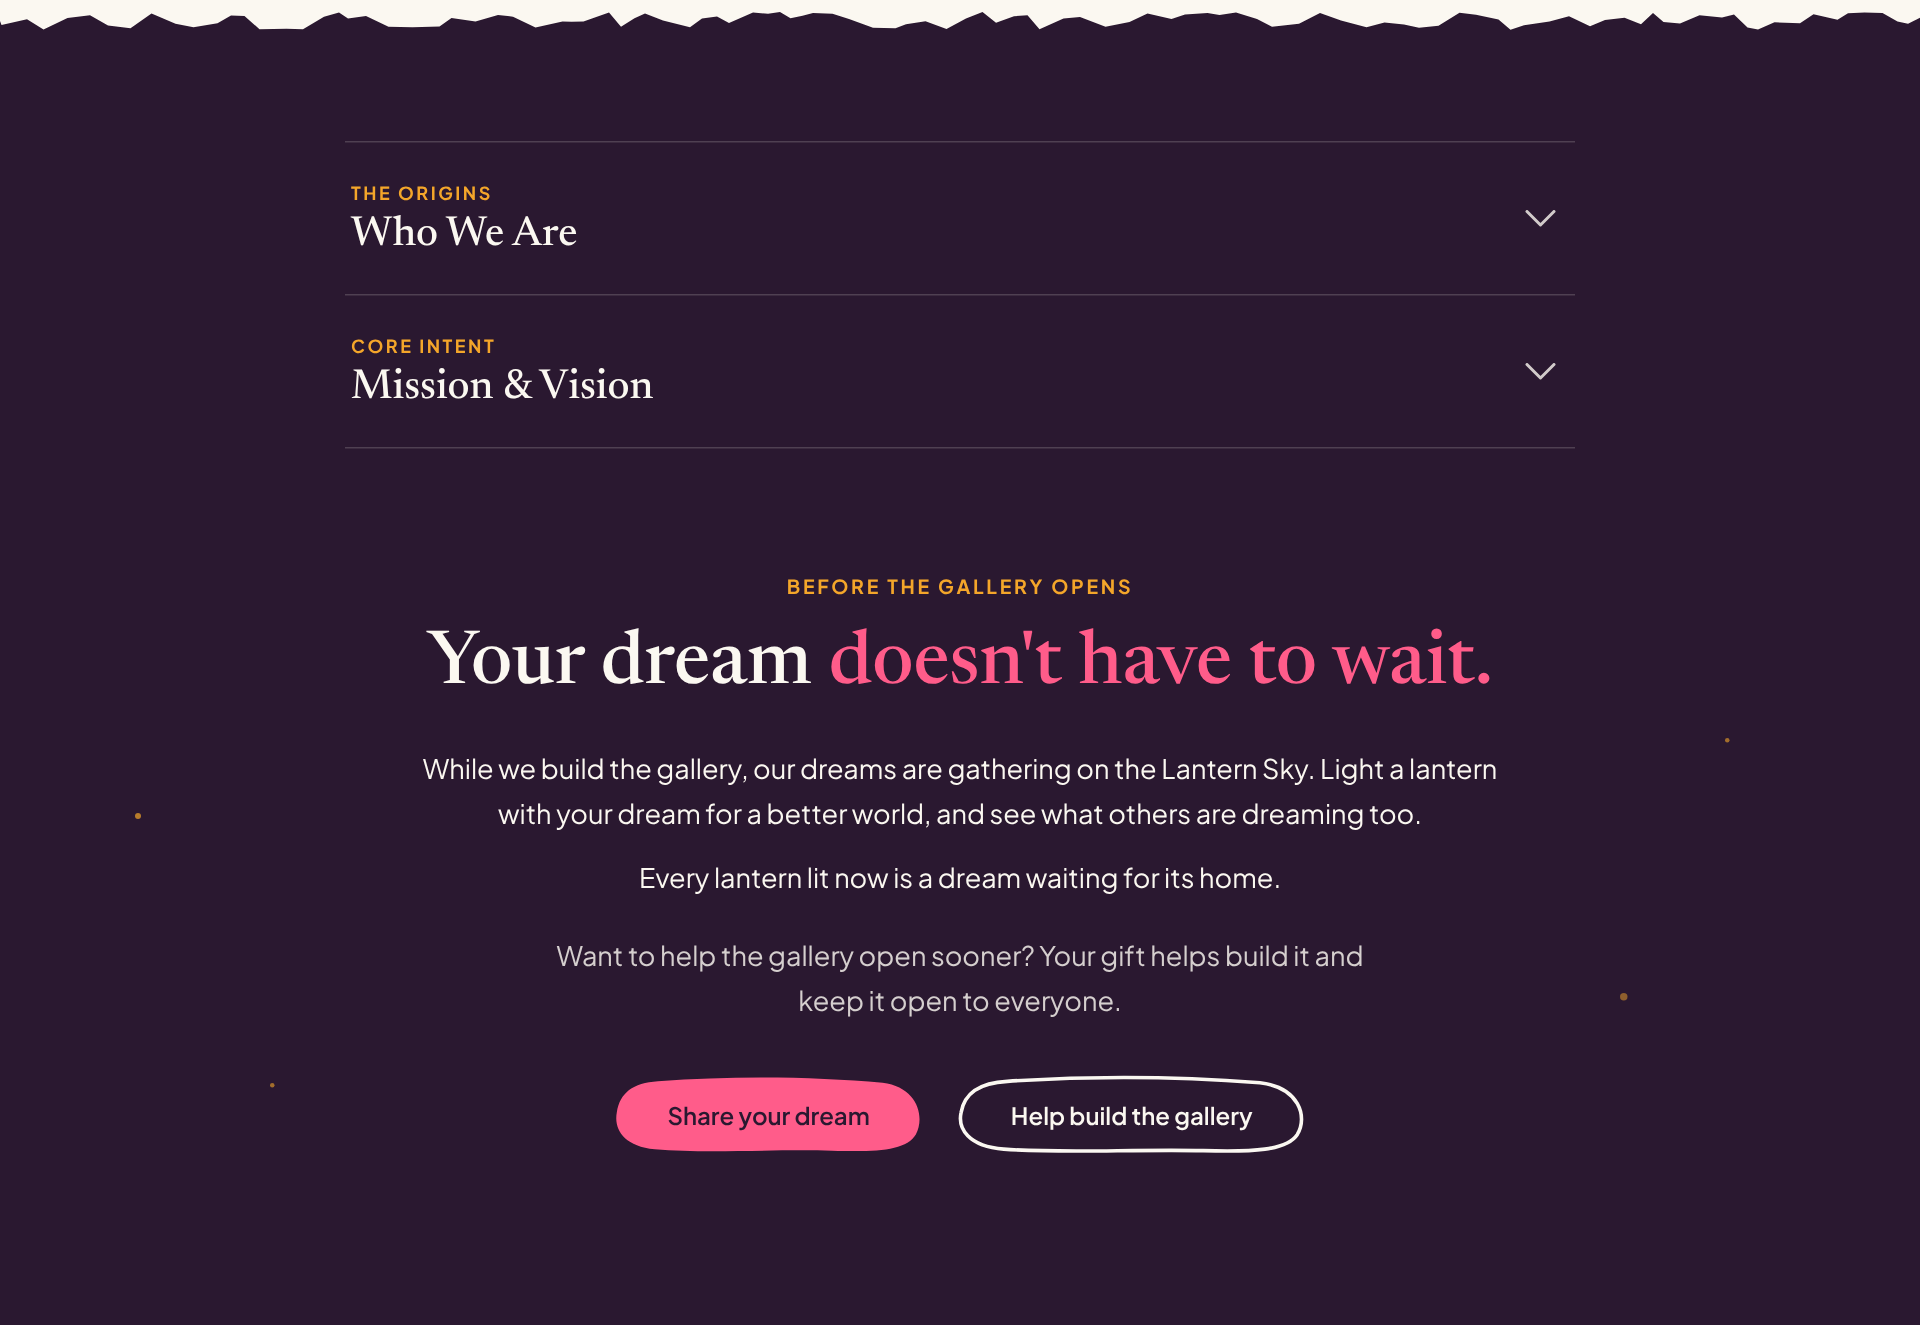 THE ORIGINS
Who We Are
CORE INTENT
Mission & Vision
BEFORE THE GALLERY OPENS
Your dream doesn't have to wait.
While we build the gallery, our dreams are gathering on the Lantern Sky. Light a lantern
with your dream for a better world, and see what others are dreaming too.
Every lantern lit now is a dream waiting for its home.
Want to help the gallery open sooner? Your gift helps build it and
keep it open to everyone.
Share your dream
Help build the gallery